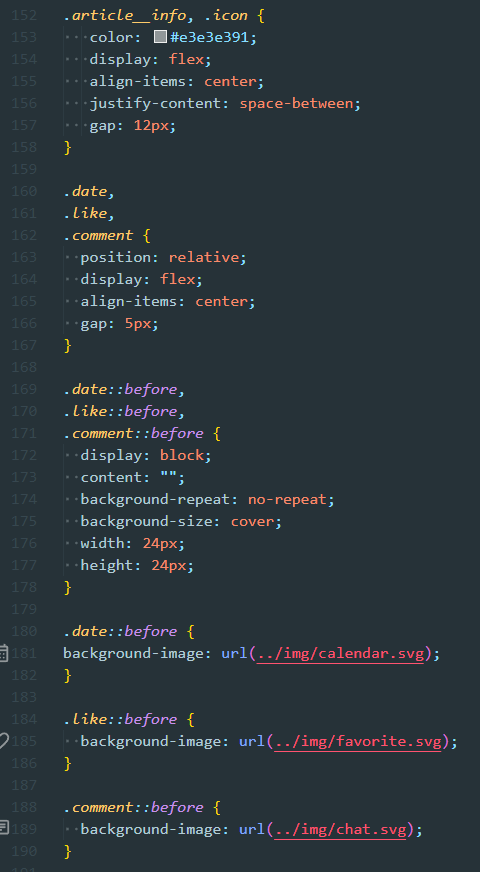 152 .article__info, .icon {
153 color: #e3e3e391;
154 display: flex;
155 align-items: center;
156 justify-content: space-between;
157 gap: 12px;
158 }
159
160 .date,
161 .like,
162 .comment {
163 position: relative;
164 display: flex;
165 align-items: center;
166 gap: 5px;
167 }
168
169 .date::before,
170 .like::before,
171 .comment::before {
172 display: block;
173 content: "";
174 background-repeat: no-repeat;
175 background-size: cover;
176 width: 24px;
177 height: 24px;
178 }
179
180 .date::before {
181 background-image: url(../img/calendar.svg);
182 }
183
184 .like::before {
185 background-image: url(../img/favorite.svg);
186 }
187
188 .comment::before {
189 background-image: url(../img/chat.svg);
190 }